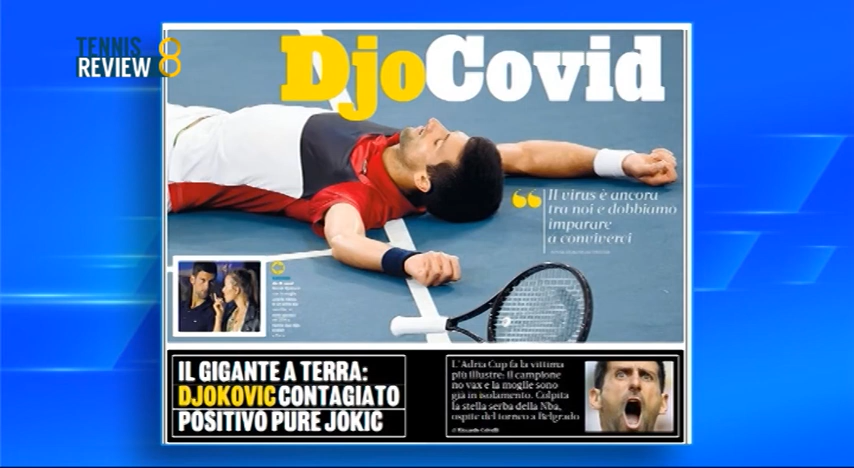 TENNIS
REVIEW 8
DjoCovid
Il virus è ancora
tra noi e dobbiamo
imparare
a conviverci
IL GIGANTE A TERRA:
DJOKOVIC CONTAGIATO
POSITIVO PURE JOKIC
L'Adria Cup fa la vittima
più illustre: il campione
no vax e la moglie sono
già in isolamento. Colpita
la stella serba della Nba,
ospite del torneo a Belgrado